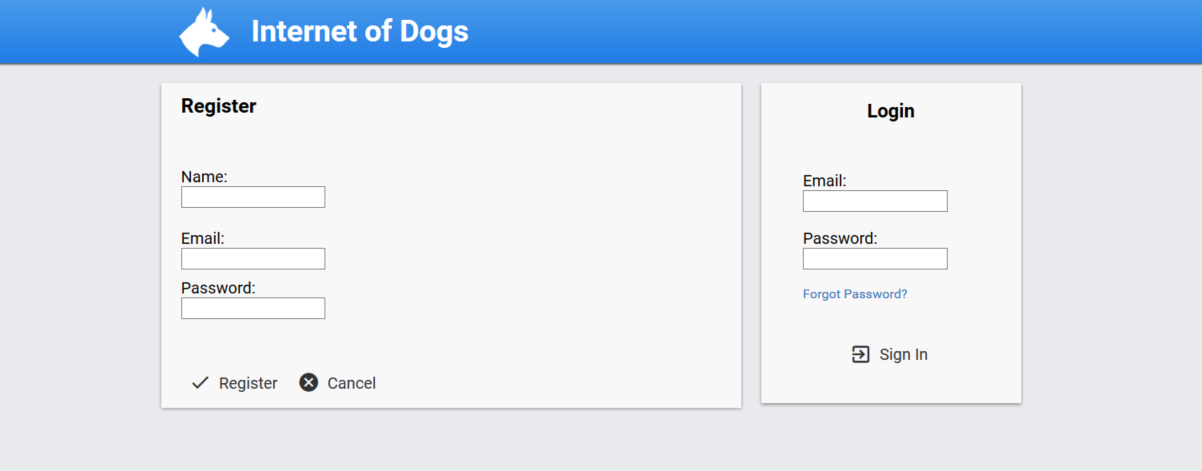 Internet of Dogs
Register
Name:
Email:
Password:
Register
Cancel
Login
Email:
Password:
Forgot Password?
Sign In